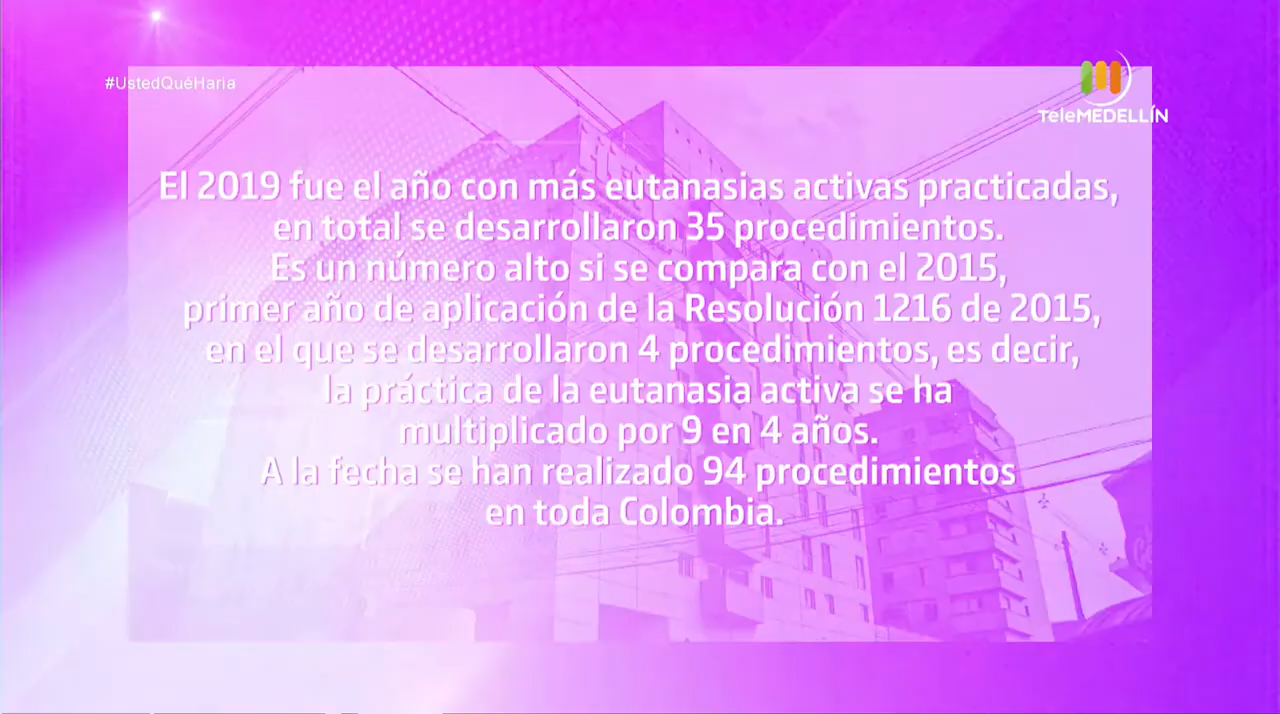 #UstedQuéHaria
TeleMEDELLÍN
El 2019 fue el año con más eutanasias activas practicadas,
en total se desarrollaron 35 procedimientos.
Es un número alto si se compara con el 2015,
primer año de aplicación de la Resolución 1216 de 2015,
en el que se desarrollaron 4 procedimientos, es decir,
la práctica de la eutanasia activa se ha
multiplicado por 9 en 4 años.
A la fecha se han realizado 94 procedimientos
en toda Colombia.